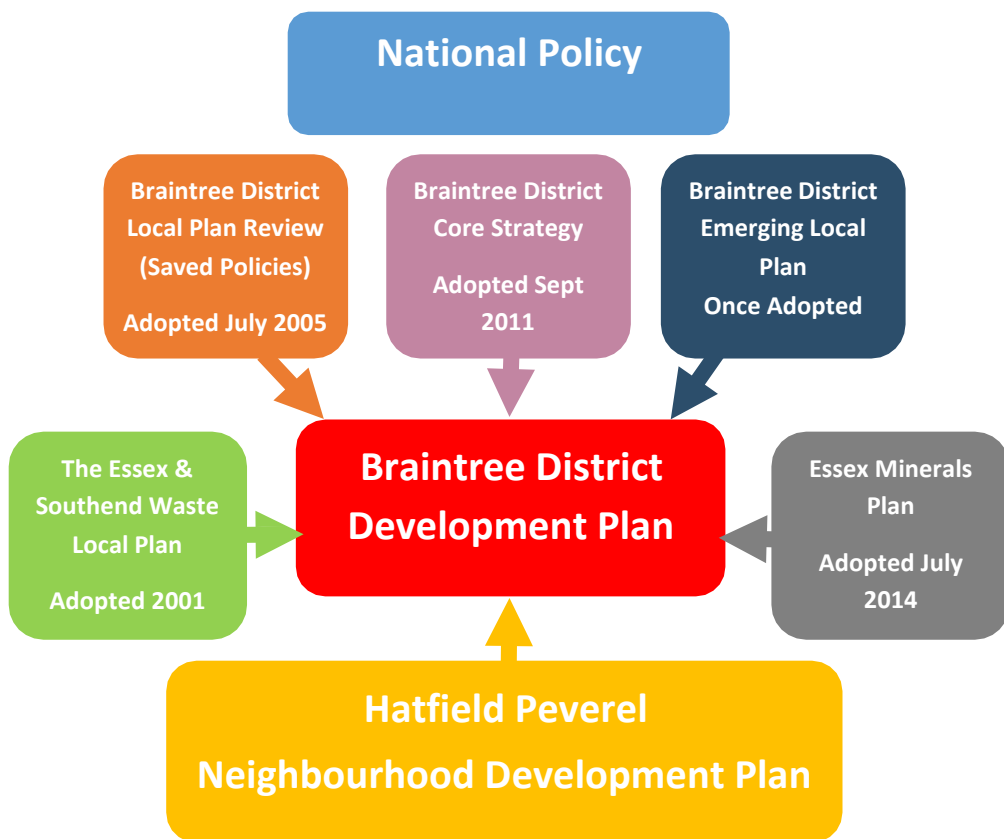 National Policy
Braintree District
Local Plan Review
(Saved Policies)
Adopted July 2005
Braintree District
Core Strategy
Adopted Sept
2011
Braintree District
Emerging Local
Plan
Once Adopted
The Essex &
Southend Waste
Local Plan
Adopted 2001
Braintree District
Development Plan
Essex Minerals
Plan
Adopted July
2014
Hatfield Peverel
Neighbourhood Development Plan